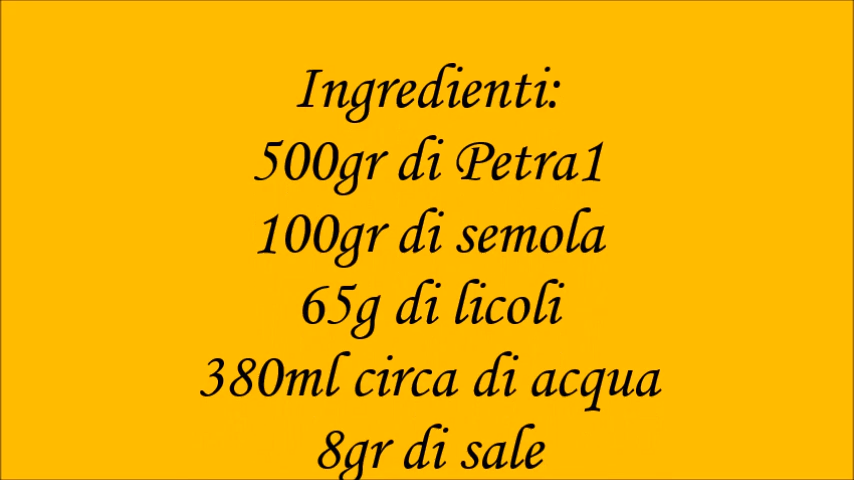 Ingredienti:
500gr di Petra1
100gr di semola
65g di licoli
380ml circa di acqua
8gr di sale